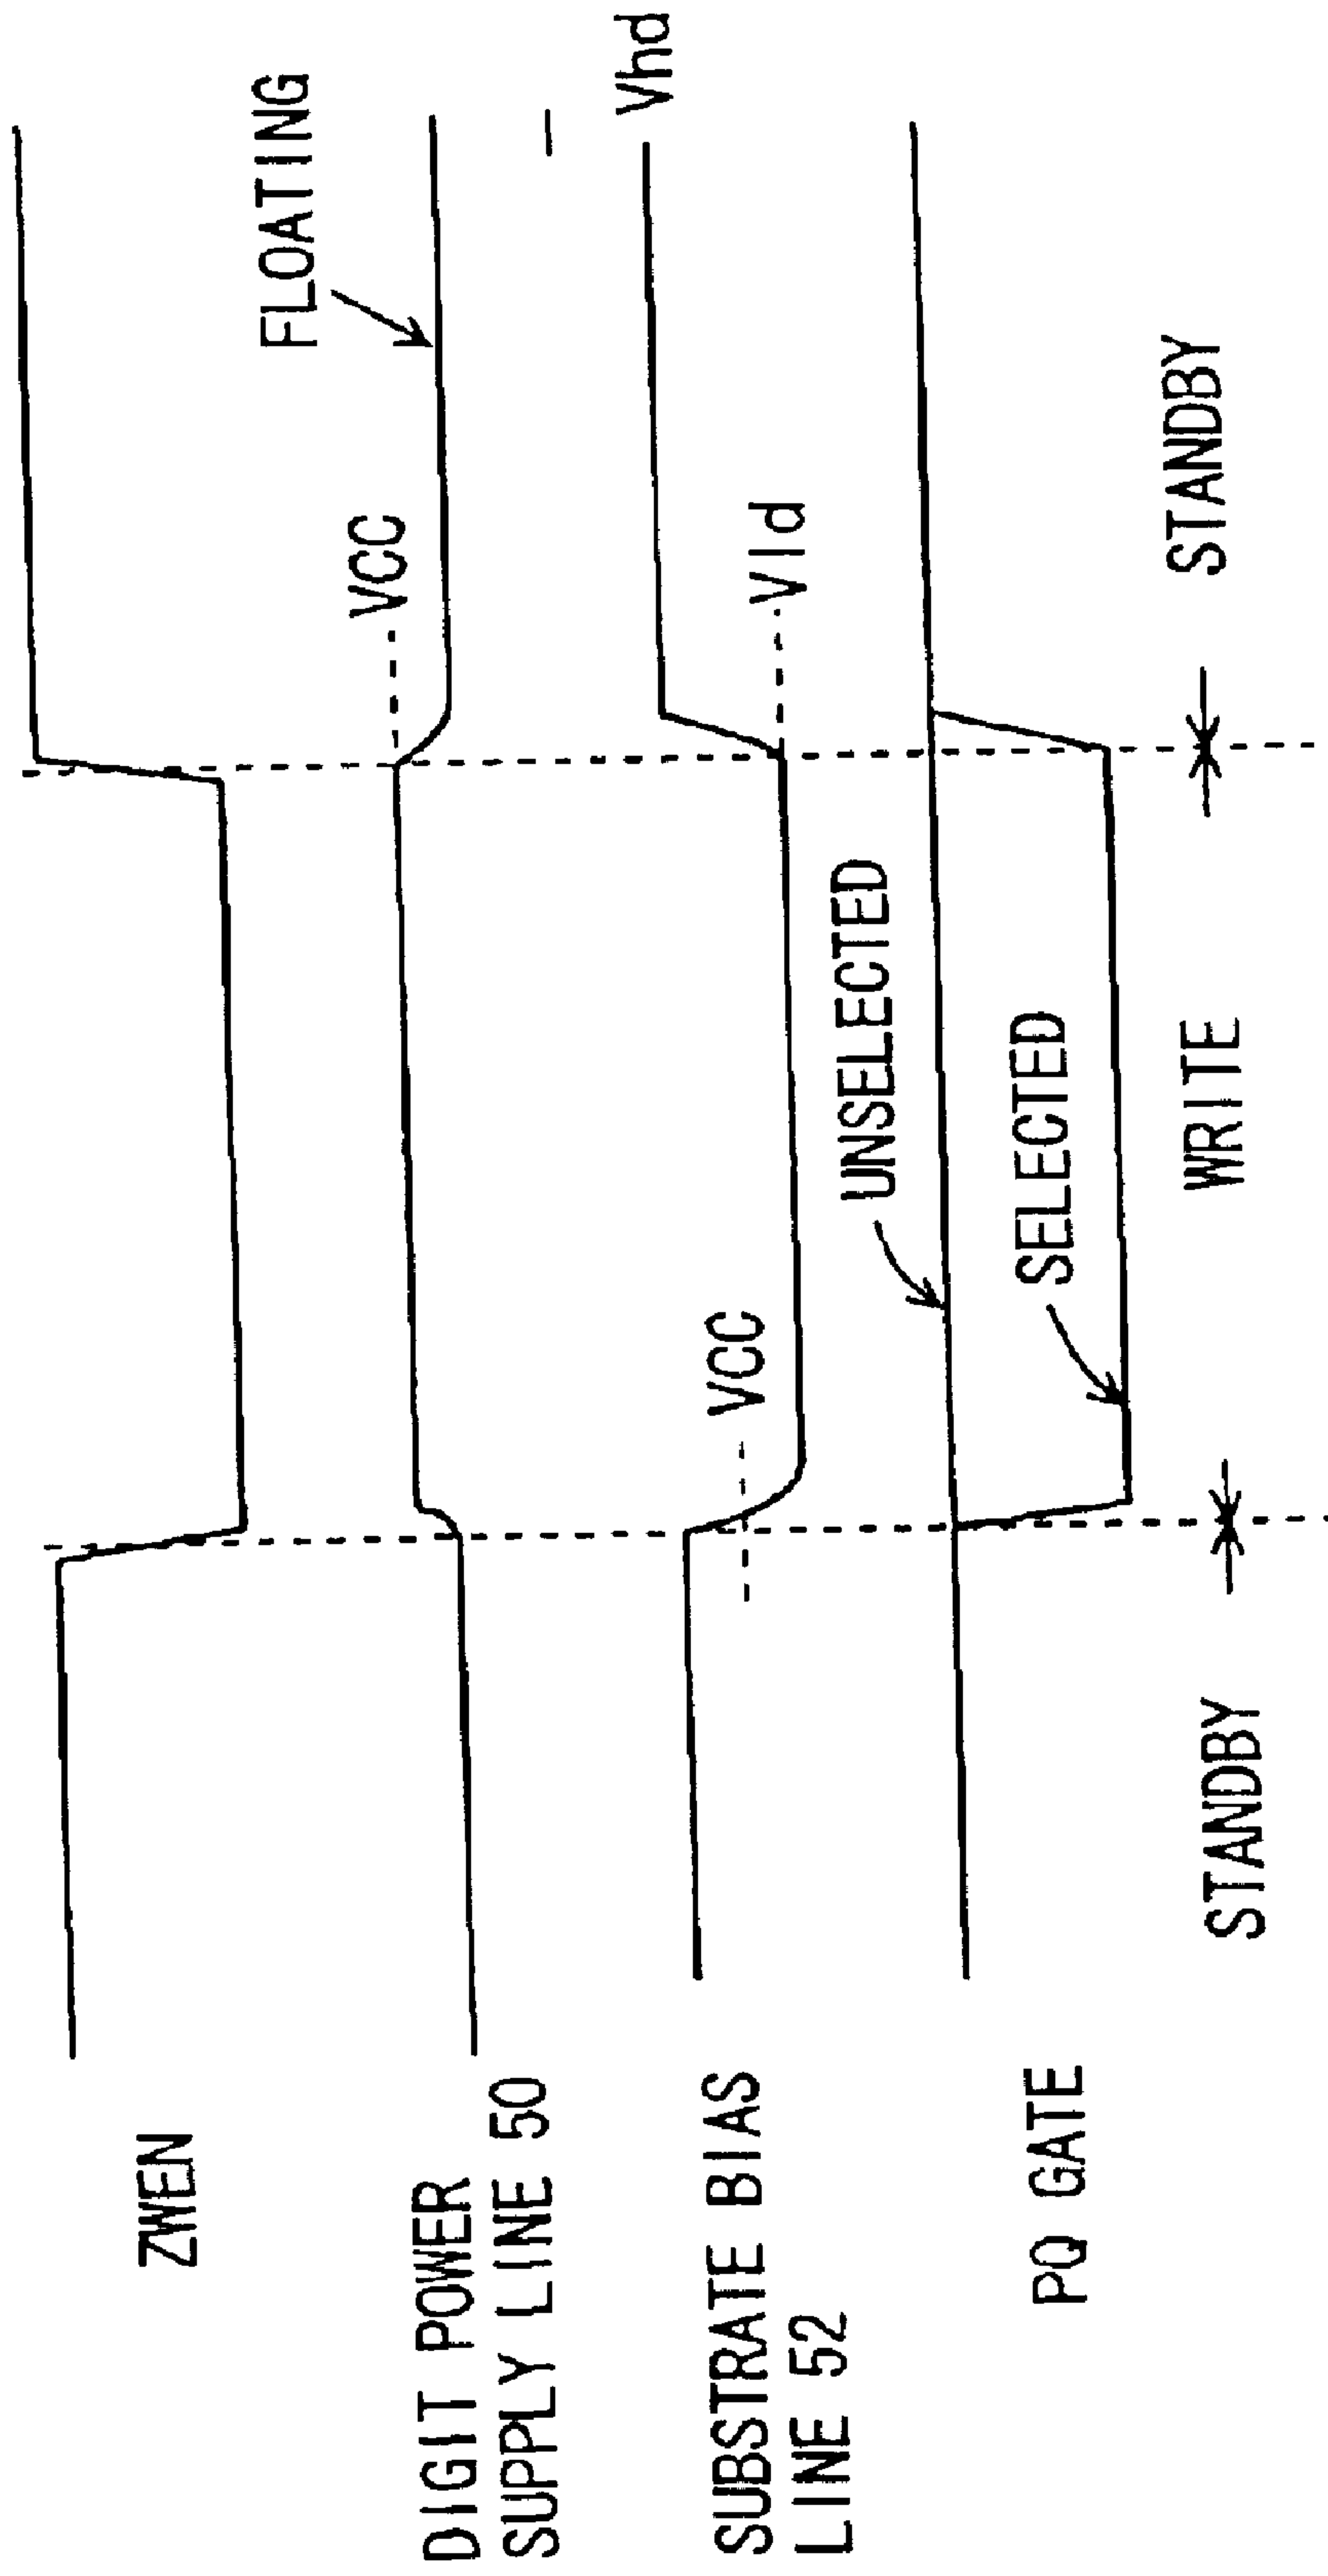 ZWEN
FLOATING
VCC
DIGIT POWER
SUPPLY LINE 50
Vhd
SUBSTRATE BIAS
LINE 52
VCC
Vld
UNSELECTED
PQ GATE
SELECTED
STANDBY
WRITE
STANDBY